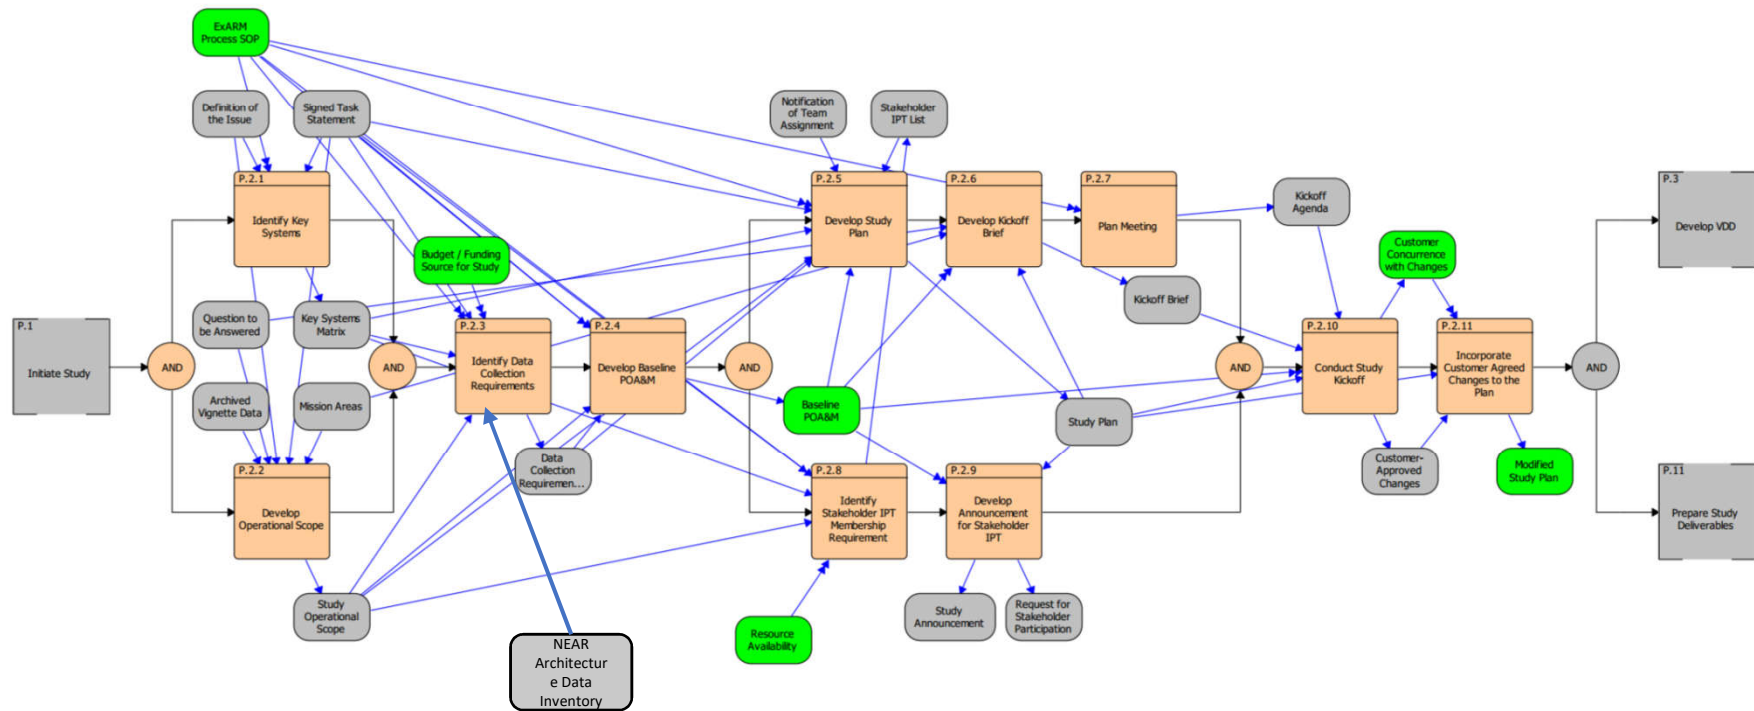 ExARM
Process SOP
Definition of
the Issue
Signed Task
Statement
Notification
of Team
Assignment
Stakeholder
IPT List
P.2.1
Identify Key
Systems
P.2.5
Develop Study
Plan
P.2.6
Develop Kickoff
Brief
P.2.7
Plan Meeting
Kickoff
Agenda
P.3
Develop VDD
Budget / Funding
Source for Study
Customer
Concurrence
with Changes
Kickoff Brief
Question to
be Answered
Key Systems
Matrix
P.1
Initiate Study
AND
AND
P.2.3
Identify Data
Collection
Requirements
P.2.4
Develop Baseline
POA&M
AND
AND
P.2.10
Conduct Study
Kickoff
P.2.11
Incorporate
Customer Agreed
Changes to the
Plan
AND
Archived
Vignette Data
Mission Areas
Baseline
POA&M
Study Plan
P.2.2
Develop
Operational Scope
Data
Collection
Requiremen...
P.2.8
Identify
Stakeholder IPT
Membership
Requirement
P.2.9
Develop
Announcement
for Stakeholder
IPT
Customer-
Approved
Changes
Modified
Study Plan
P.11
Prepare Study
Deliverables
Study
Operational
Scope
Resource
Availability
Study
Announcement
Request for
Stakeholder
Participation
NEAR
Architectur
e Data
Inventory